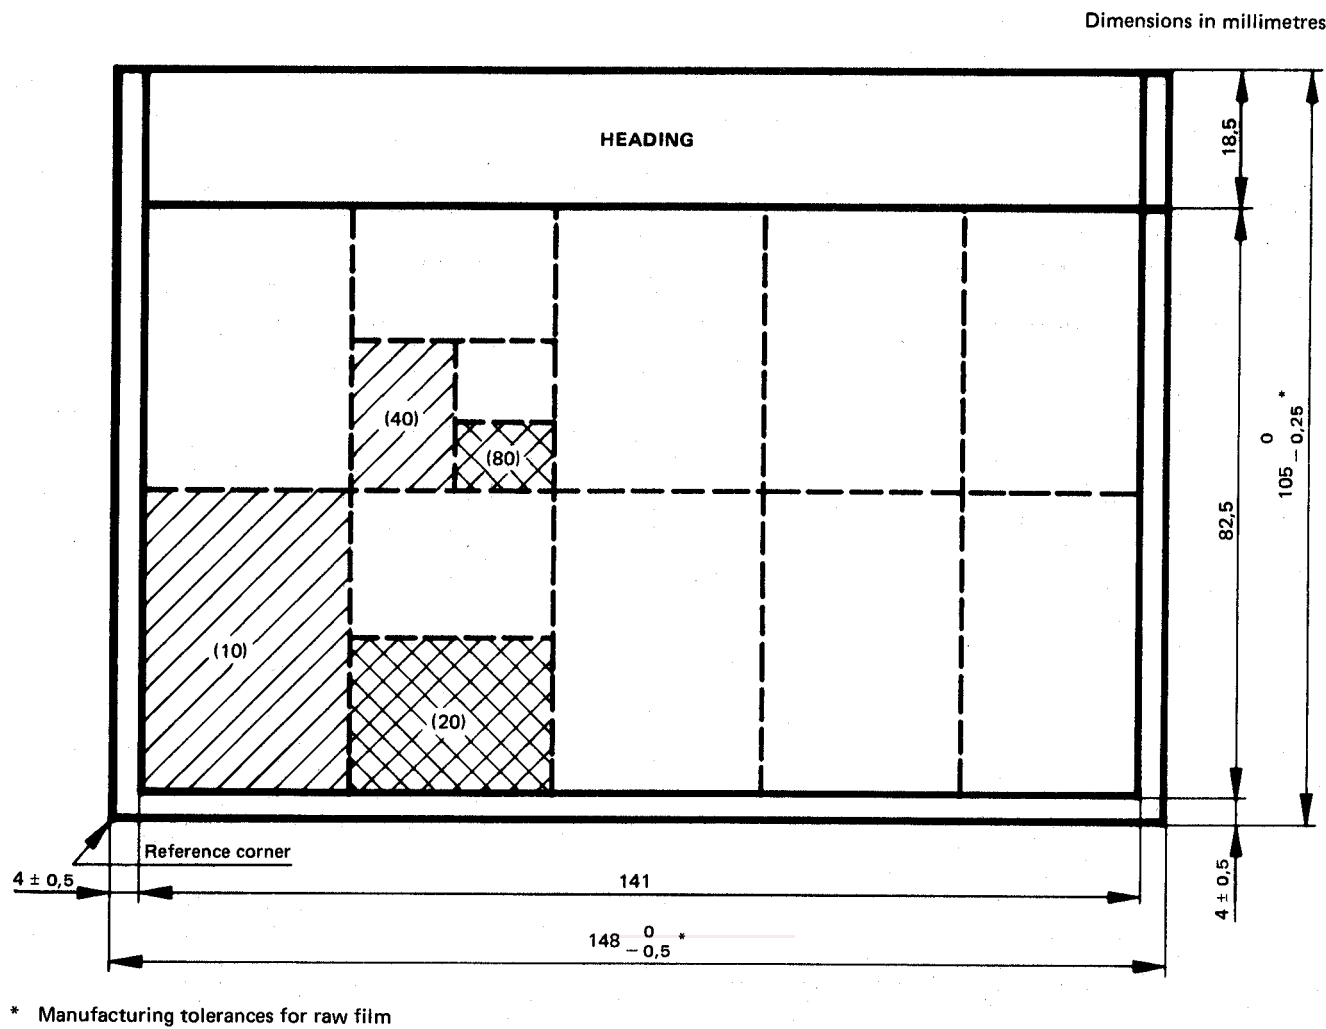 Dimensions in millimetres
HEADING
18,5
(40)
(80)
0
105 – 0,25 *
82,5
(10)
(20)
Reference corner
4 ± 0,5
141
4 ± 0,5
0
148 – 0,5 *
* Manufacturing tolerances for raw film